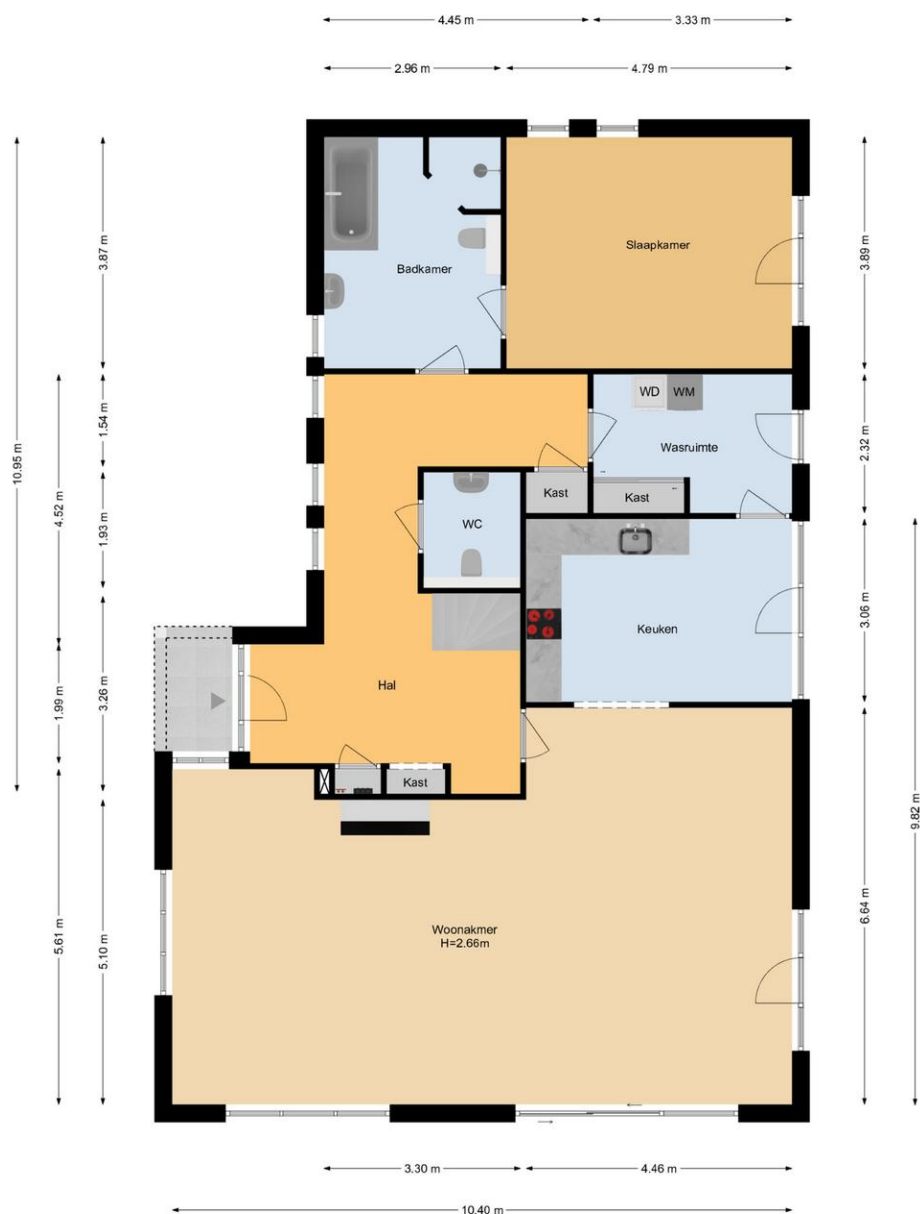 4.45 m
3.33 m
2.96 m
4.79 m
10.95 m
3.87 m
3.89 m
Slaapkamer
Badkamer
4.52 m
1.54 m
WD
WM
2.32 m
Wasruimte
Kast
Kast
1.93 m
WC
3.06 m
Keuken
1.99 m
3.26 m
Hal
Kast
9.82 m
5.61 m
5.10 m
6.64 m
Woonakmer
H=2.66m
3.30 m
4.46 m
10.40 m